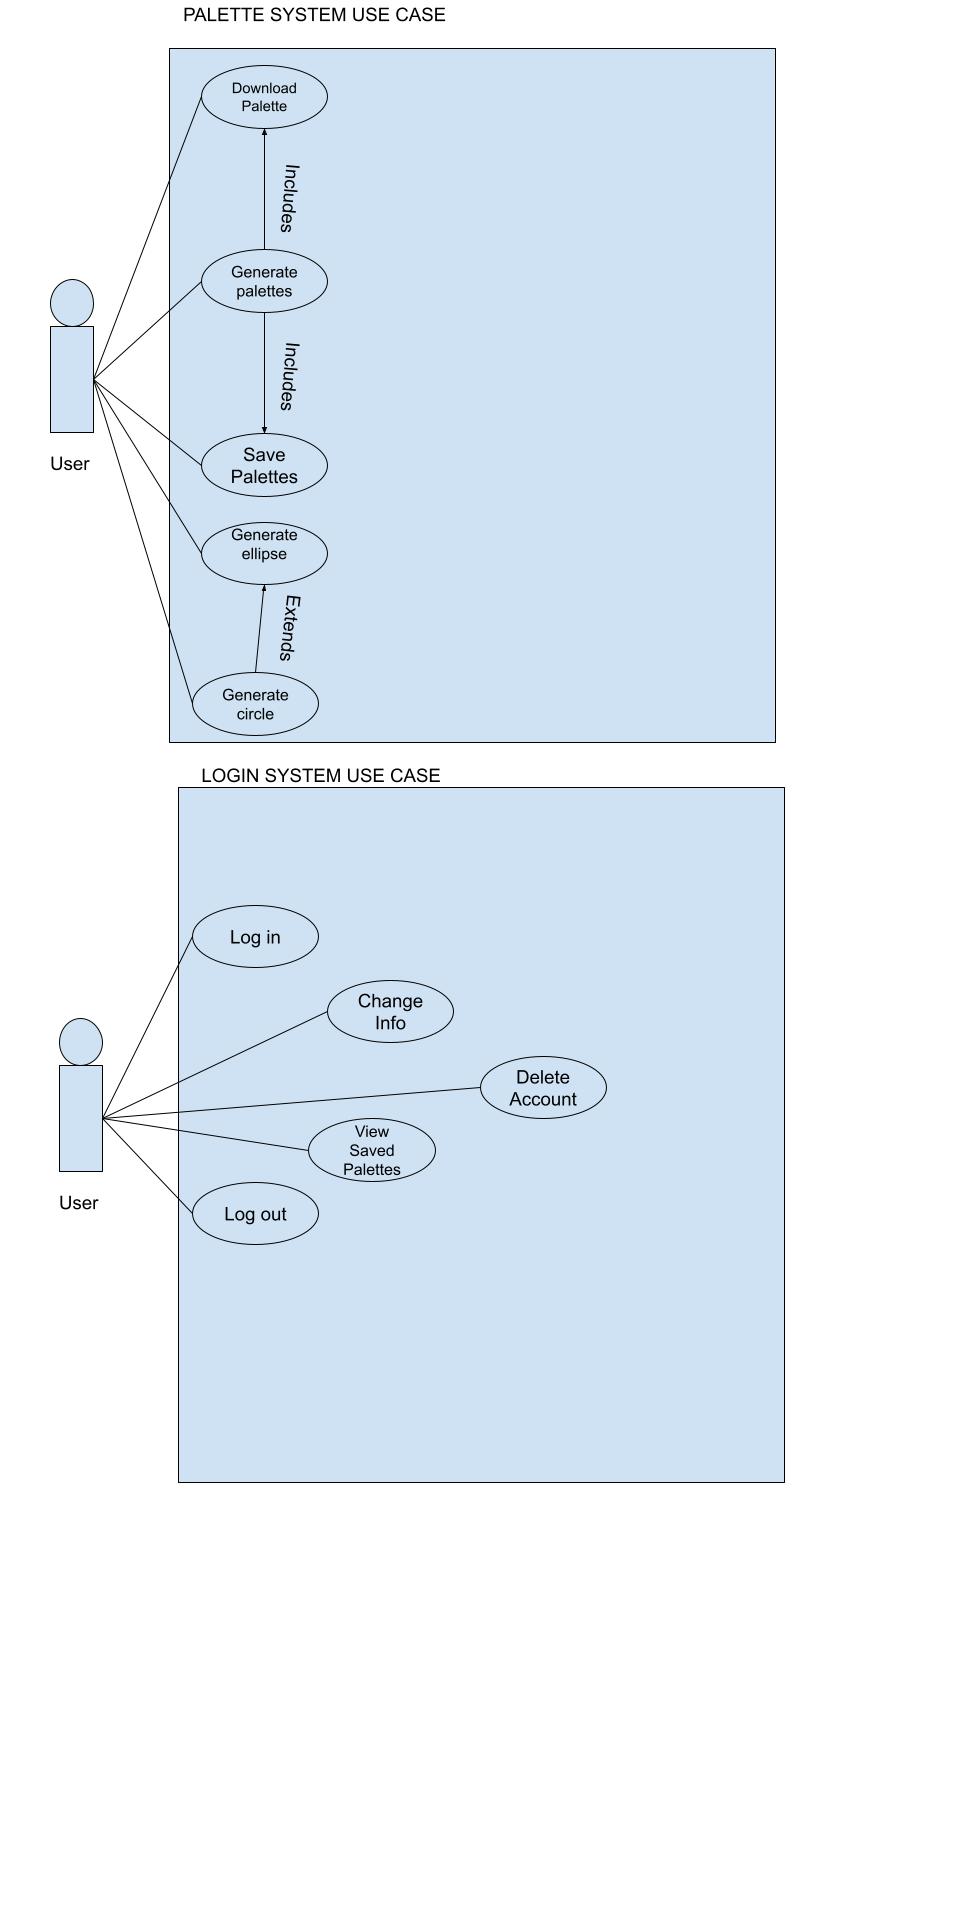 PALETTE SYSTEM USE CASE
Download
Palette
Includes
Generate
palettes
Includes
User
Save
Palettes
Generate
ellipse
Extends
Generate
circle
LOGIN SYSTEM USE CASE
Log in
Change
Info
Delete
Account
View
Saved
Palettes
User
Log out